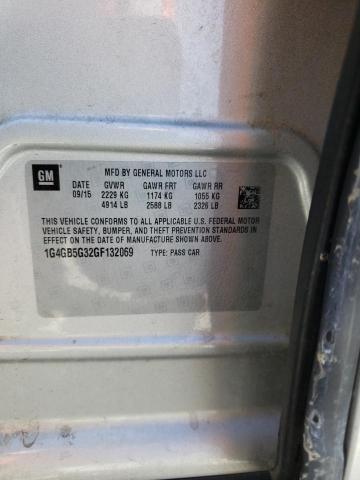 GM
MFD BY GENERAL MOTORS LLC
DATE GVWR GAWR FRT GAWR RR
09/15 2229 KG 1174 KG 1055 KG
4914 LB 2588 LB 2326 LB
THIS VEHICLE CONFORMS TO ALL APPLICABLE U.S. FEDERAL MOTOR
VEHICLE SAFETY, BUMPER, AND THEFT PREVENTION STANDARDS
IN EFFECT ON THE DATE OF MANUFACTURE SHOWN ABOVE.
1G4GB5G32GF132069 TYPE: PASS CAR